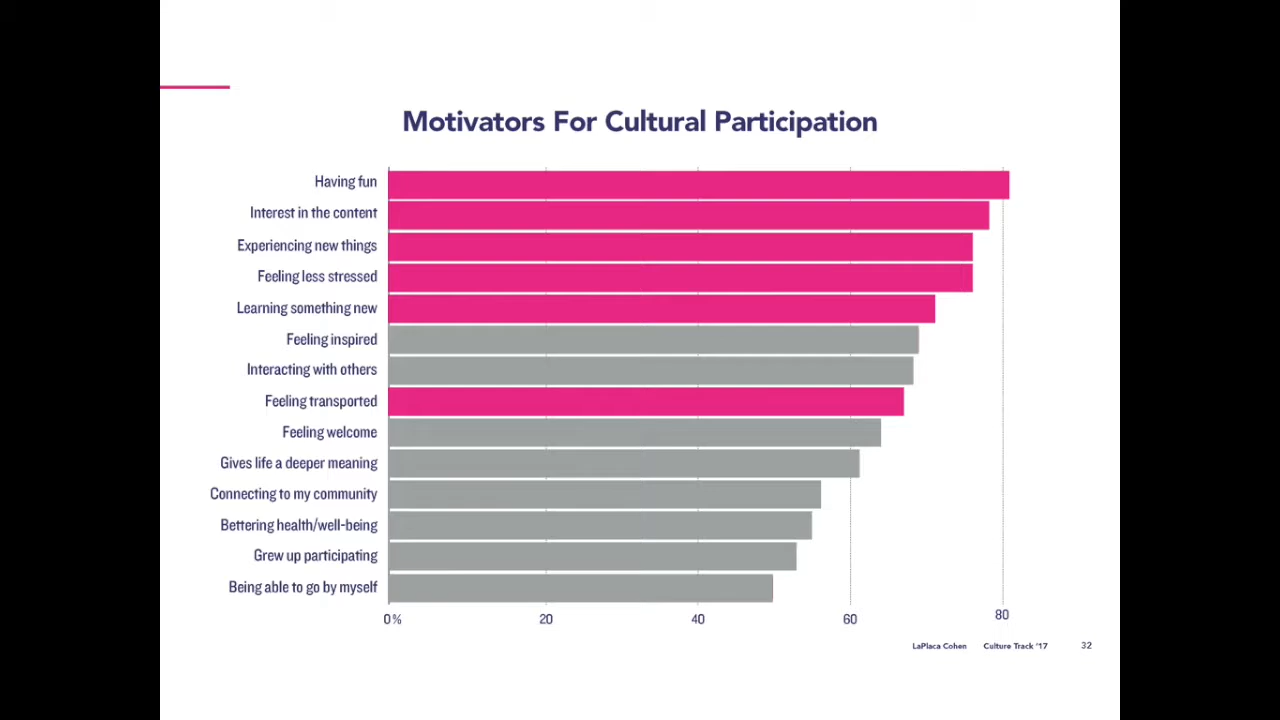 Motivators For Cultural Participation
Having fun
Interest in the content
Experiencing new things
Feeling less stressed
Learning something new
Feeling inspired
Interacting with others
Feeling transported
Feeling welcome
Gives life a deeper meaning
Connecting to my community
Bettering health/well-being
Grew up participating
Being able to go by myself
0% 20 40 60 80
LaPlaca Cohen Culture Track '17 32